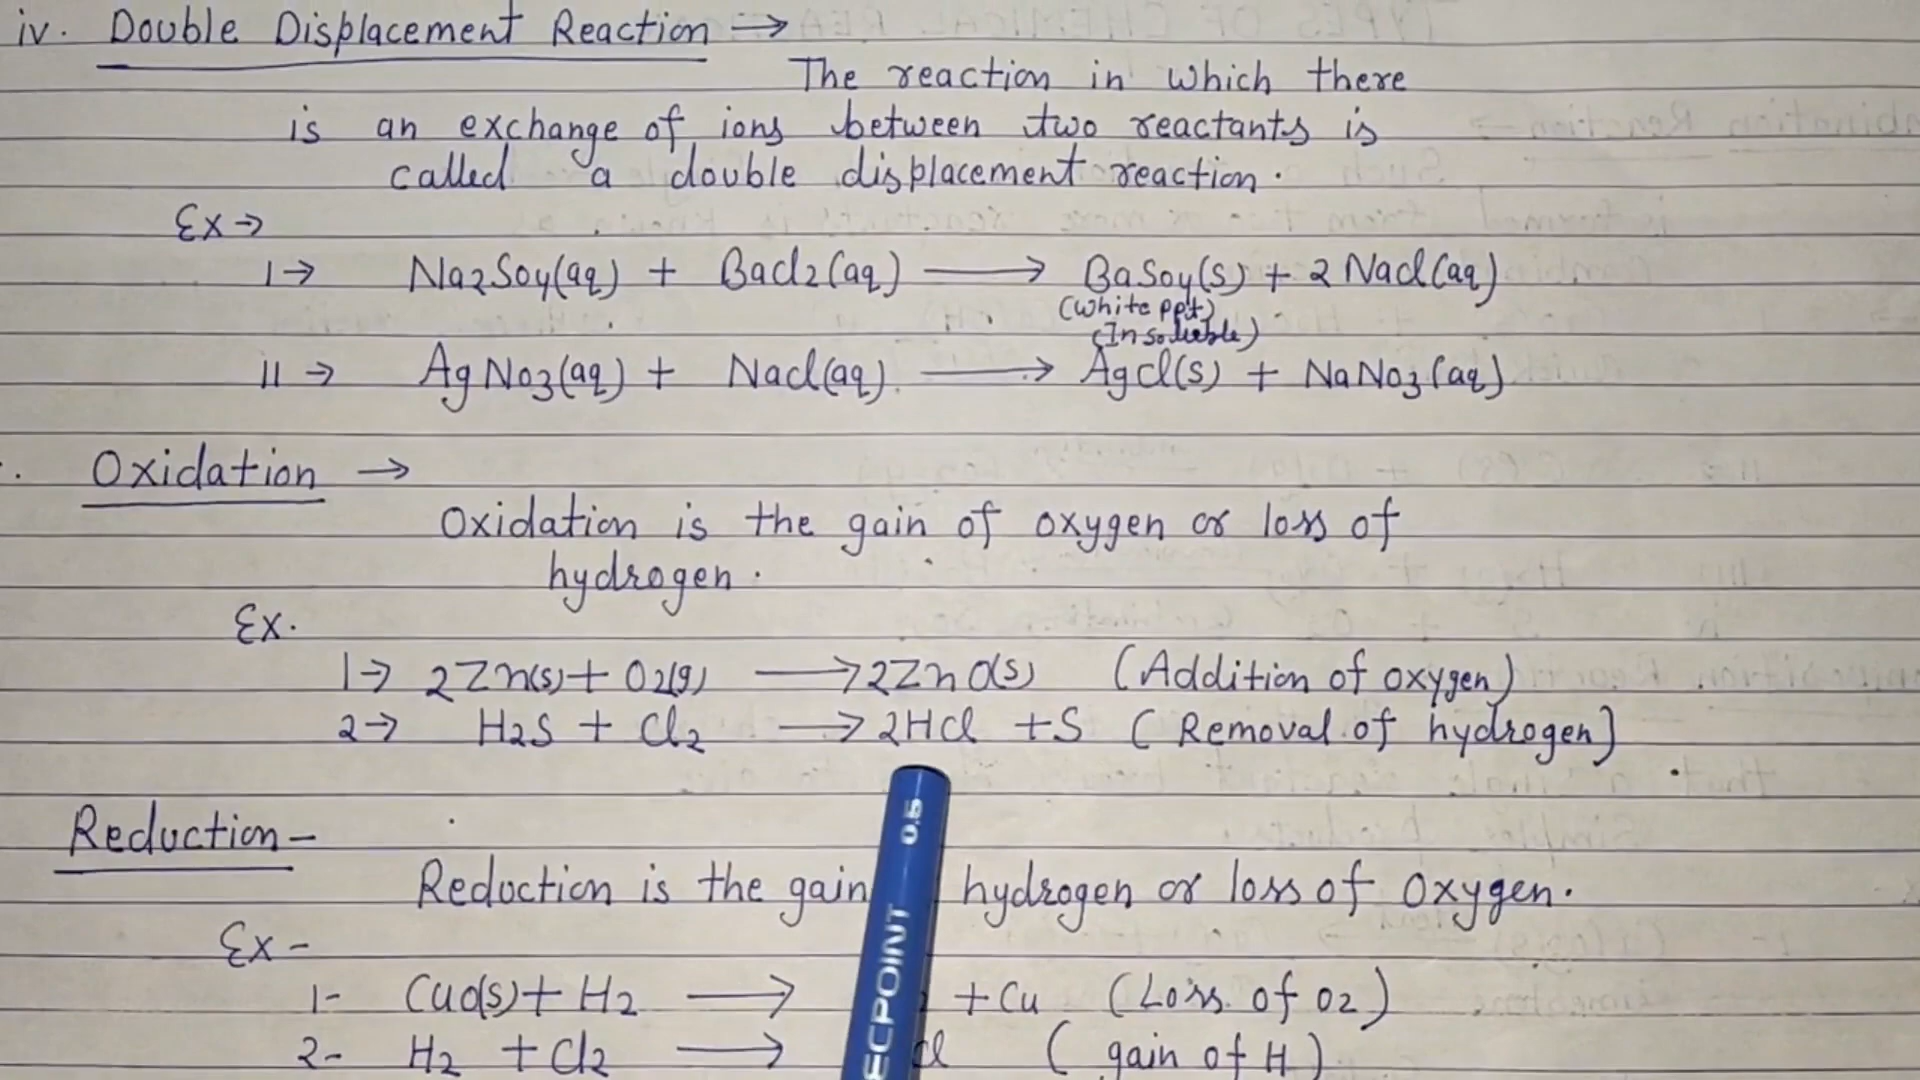 iv. Double Displacement Reaction →
The reaction in which there
is an exchange of ions between two reactants is
called a double displacement reaction.
Ex →
1→ Na2So4(aq) + Bacl2(aq) ⟶ BaSo4(s) + 2 Nacl(aq)
(white ppt)
(Insoluble)
11 → AgNo3(aq) + Nacl(aq) ⟶ Agcl(s) + NaNo3(aq)
Oxidation →
Oxidation is the gain of oxygen or loss of
hydrogen.
Ex.
1→ 2Zn(s) + O2(g) ⟶ 2ZnO(s) (Addition of oxygen)
2→ H2S + Cl2 ⟶ 2HCl + S (Removal of hydrogen)
Reduction -
Reduction is the gain hydrogen or loss of oxygen.
Ex -
1- CuO(s) + H2 ⟶ + Cu (Loss of O2)
2- H2 + Cl2 ⟶ cl (gain of H)
0.5
ECPOINT